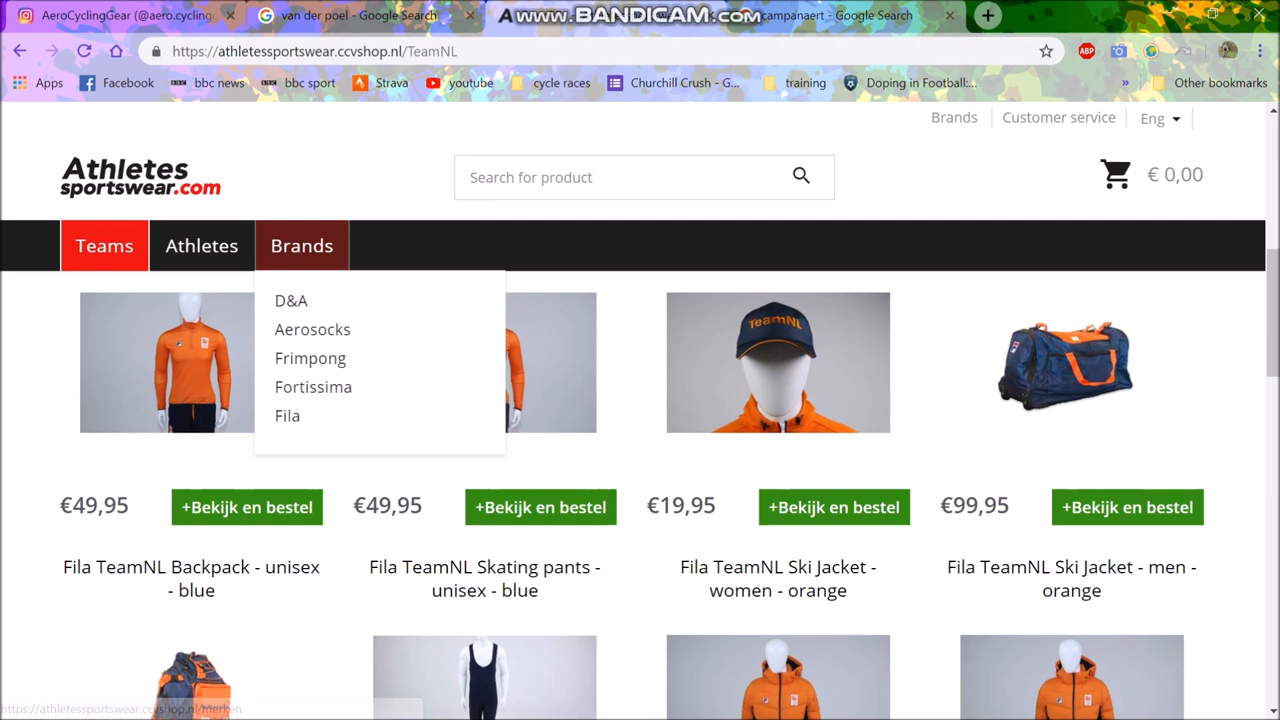 AeroCyclingGear (@aero.cycling
van der poel - Google Search
campanaert - Google Search
www.BANDICAM.com
https://athletessportswear.ccvshop.nl/TeamNL
ABP
Apps
Facebook
bbc news
bbc sport
Strava
youtube
cycle races
Churchill Crush - G...
training
Doping in Football:...
»
Other bookmarks
Brands
Customer service
Eng
Athletes
sportswear.com
Search for product
€ 0,00
Teams
Athletes
Brands
D&A
Aerosocks
Frimpong
Fortissima
Fila
TeamNL
€49,95
+Bekijk en bestel
€49,95
+Bekijk en bestel
€19,95
+Bekijk en bestel
€99,95
+Bekijk en bestel
Fila TeamNL Backpack - unisex
- blue
Fila TeamNL Skating pants -
unisex - blue
Fila TeamNL Ski Jacket -
women - orange
Fila TeamNL Ski Jacket - men -
orange
https://athletessportswear.ccvshop.nl/merken